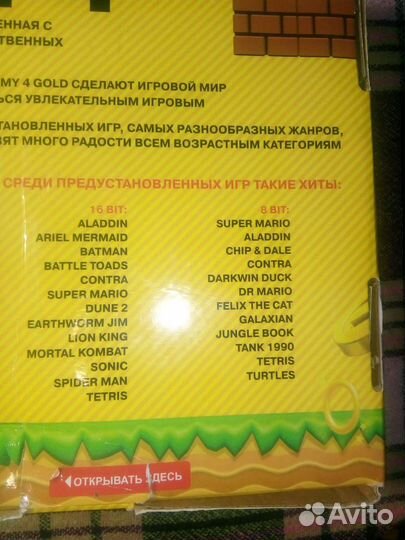 ЕННАЯ С
ТВЕННЫХ
MY 4 GOLD СДЕЛАЮТ ИГРОВОЙ МИР
ЬСЯ УВЛЕКАТЕЛЬНЫМ ИГРОВЫМ
ТАНОВЛЕННЫХ ИГР, САМЫХ РАЗНООБРАЗНЫХ ЖАНРОВ,
ВЯТ МНОГО РАДОСТИ ВСЕМ ВОЗРАСТНЫМ КАТЕГОРИЯМ
СРЕДИ ПРЕДУСТАНОВЛЕННЫХ ИГР ТАКИЕ ХИТЫ:
16 BIT:
ALADDIN
ARIEL MERMAID
BATMAN
BATTLE TOADS
CONTRA
SUPER MARIO
DUNE 2
EARTHWORM JIM
LION KING
MORTAL KOMBAT
SONIC
SPIDER MAN
TETRIS
8 BIT:
SUPER MARIO
ALADDIN
CHIP & DALE
CONTRA
DARKWIN DUCK
DR MARIO
FELIX THE CAT
GALAXIAN
JUNGLE BOOK
TANK 1990
TETRIS
TURTLES
ОТКРЫВАТЬ ЗДЕСЬ
Avito